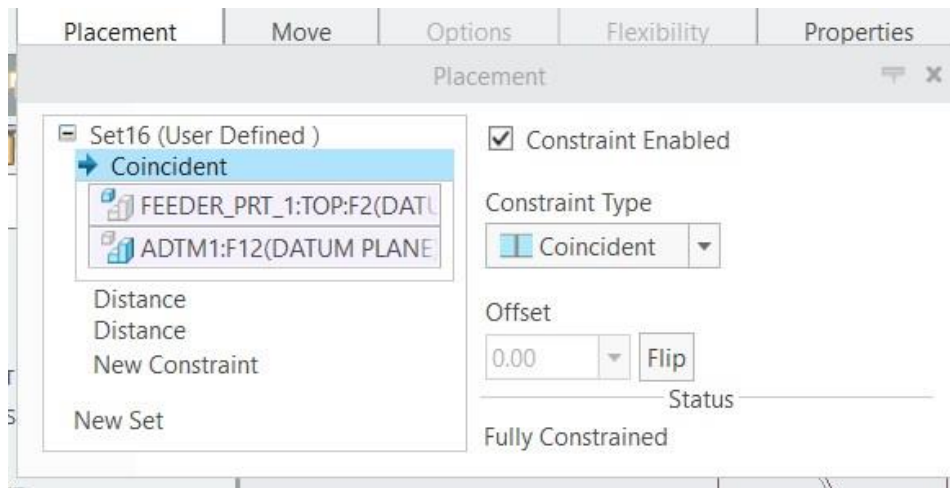 Placement Move Options Flexibility Properties
Placement
Set16 (User Defined )
Coincident
FEEDER_PRT_1:TOP:F2(DATU
ADTM1:F12(DATUM PLANE
Distance
Distance
New Constraint
New Set
Constraint Enabled
Constraint Type
Coincident
Offset
0.00 Flip
Status
Fully Constrained